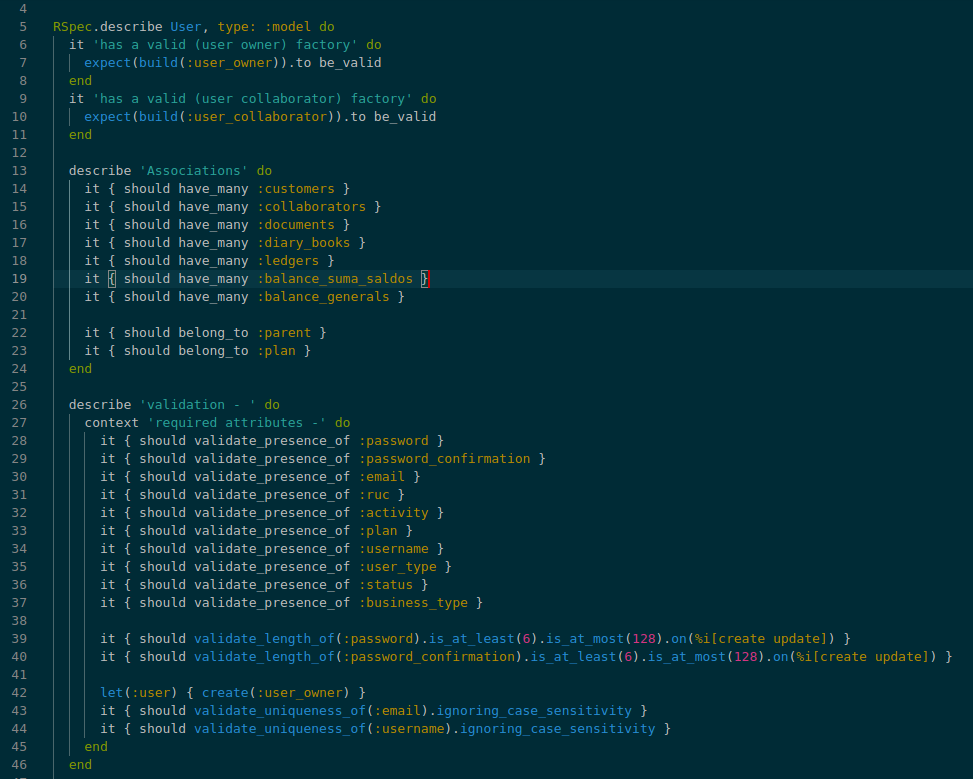 4
5 RSpec.describe User, type: :model do
6 it 'has a valid (user owner) factory' do
7 expect(build(:user_owner)).to be_valid
8 end
9 it 'has a valid (user collaborator) factory' do
10 expect(build(:user_collaborator)).to be_valid
11 end
12
13 describe 'Associations' do
14 it { should have_many :customers }
15 it { should have_many :collaborators }
16 it { should have_many :documents }
17 it { should have_many :diary_books }
18 it { should have_many :ledgers }
19 it { should have_many :balance_suma_saldos }
20 it { should have_many :balance_generals }
21
22 it { should belong_to :parent }
23 it { should belong_to :plan }
24 end
25
26 describe 'validation - ' do
27 context 'required attributes -' do
28 it { should validate_presence_of :password }
29 it { should validate_presence_of :password_confirmation }
30 it { should validate_presence_of :email }
31 it { should validate_presence_of :ruc }
32 it { should validate_presence_of :activity }
33 it { should validate_presence_of :plan }
34 it { should validate_presence_of :username }
35 it { should validate_presence_of :user_type }
36 it { should validate_presence_of :status }
37 it { should validate_presence_of :business_type }
38
39 it { should validate_length_of(:password).is_at_least(6).is_at_most(128).on(%i[create update]) }
40 it { should validate_length_of(:password_confirmation).is_at_least(6).is_at_most(128).on(%i[create update]) }
41
42 let(:user) { create(:user_owner) }
43 it { should validate_uniqueness_of(:email).ignoring_case_sensitivity }
44 it { should validate_uniqueness_of(:username).ignoring_case_sensitivity }
45 end
46 end